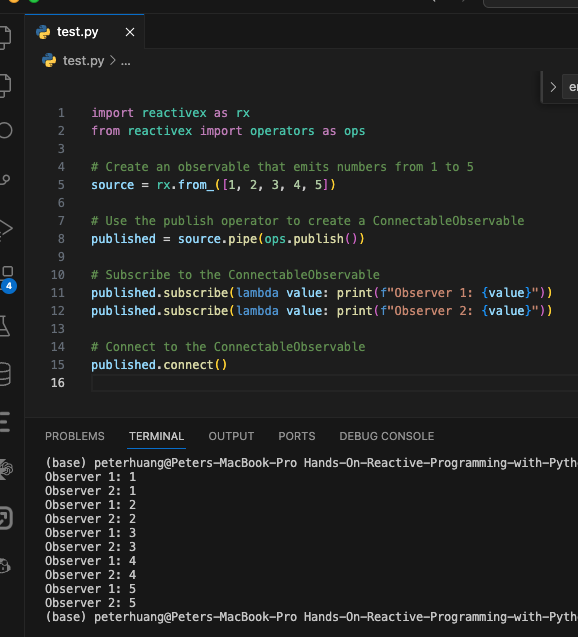 test.py
test.py > ...
1 import reactivex as rx
2 from reactivex import operators as ops
3
4 # Create an observable that emits numbers from 1 to 5
5 source = rx.from_([1, 2, 3, 4, 5])
6
7 # Use the publish operator to create a ConnectableObservable
8 published = source.pipe(ops.publish())
9
10 # Subscribe to the ConnectableObservable
11 published.subscribe(lambda value: print(f"Observer 1: {value}"))
12 published.subscribe(lambda value: print(f"Observer 2: {value}"))
13
14 # Connect to the ConnectableObservable
15 published.connect()
16
4
PROBLEMS TERMINAL OUTPUT PORTS DEBUG CONSOLE
(base) peterhuang@Peters-MacBook-Pro Hands-On-Reactive-Programming-with-Pyth
Observer 1: 1
Observer 2: 1
Observer 1: 2
Observer 2: 2
Observer 1: 3
Observer 2: 3
Observer 1: 4
Observer 2: 4
Observer 1: 5
Observer 2: 5
(base) peterhuang@Peters-MacBook-Pro Hands-On-Reactive-Programming-with-Pyth